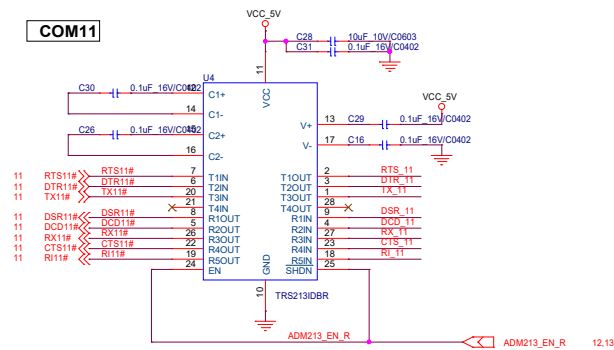 COM11
VCC_5V
C28 10uF_10V/C0603
C31 0.1uF_16V/C0402
U4
11
VCC
VCC_5V
C30 0.1uF_16V/C0402
12 C1+
14 C1-
C26 0.1uF_16V/C0402
15 C2+
16 C2-
V+ 13 C29 0.1uF_16V/C0402
V- 17 C16 0.1uF_16V/C0402
11 RTS11# RTS11# 7 T1IN T1OUT 2 RTS_11
11 DTR11# DTR11# 6 T2IN T2OUT 3 DTR_11
11 TX11# TX11# 20 T3IN T3OUT 1 TX_11
21 T4IN T4OUT 28
11 DSR11# DSR11# 8 R1OUT R1IN 9 DSR_11
11 DCD11# DCD11# 5 R2OUT R2IN 4 DCD_11
11 RX11# RX11# 26 R3OUT R3IN 27 RX_11
11 CTS11# CTS11# 22 R4OUT R4IN 23 CTS_11
11 RI11# RI11# 19 R5OUT R5IN 18 RI_11
24 EN SHDN 25
GND
10
TRS213IDBR
ADM213_EN_R
ADM213_EN_R 12,13